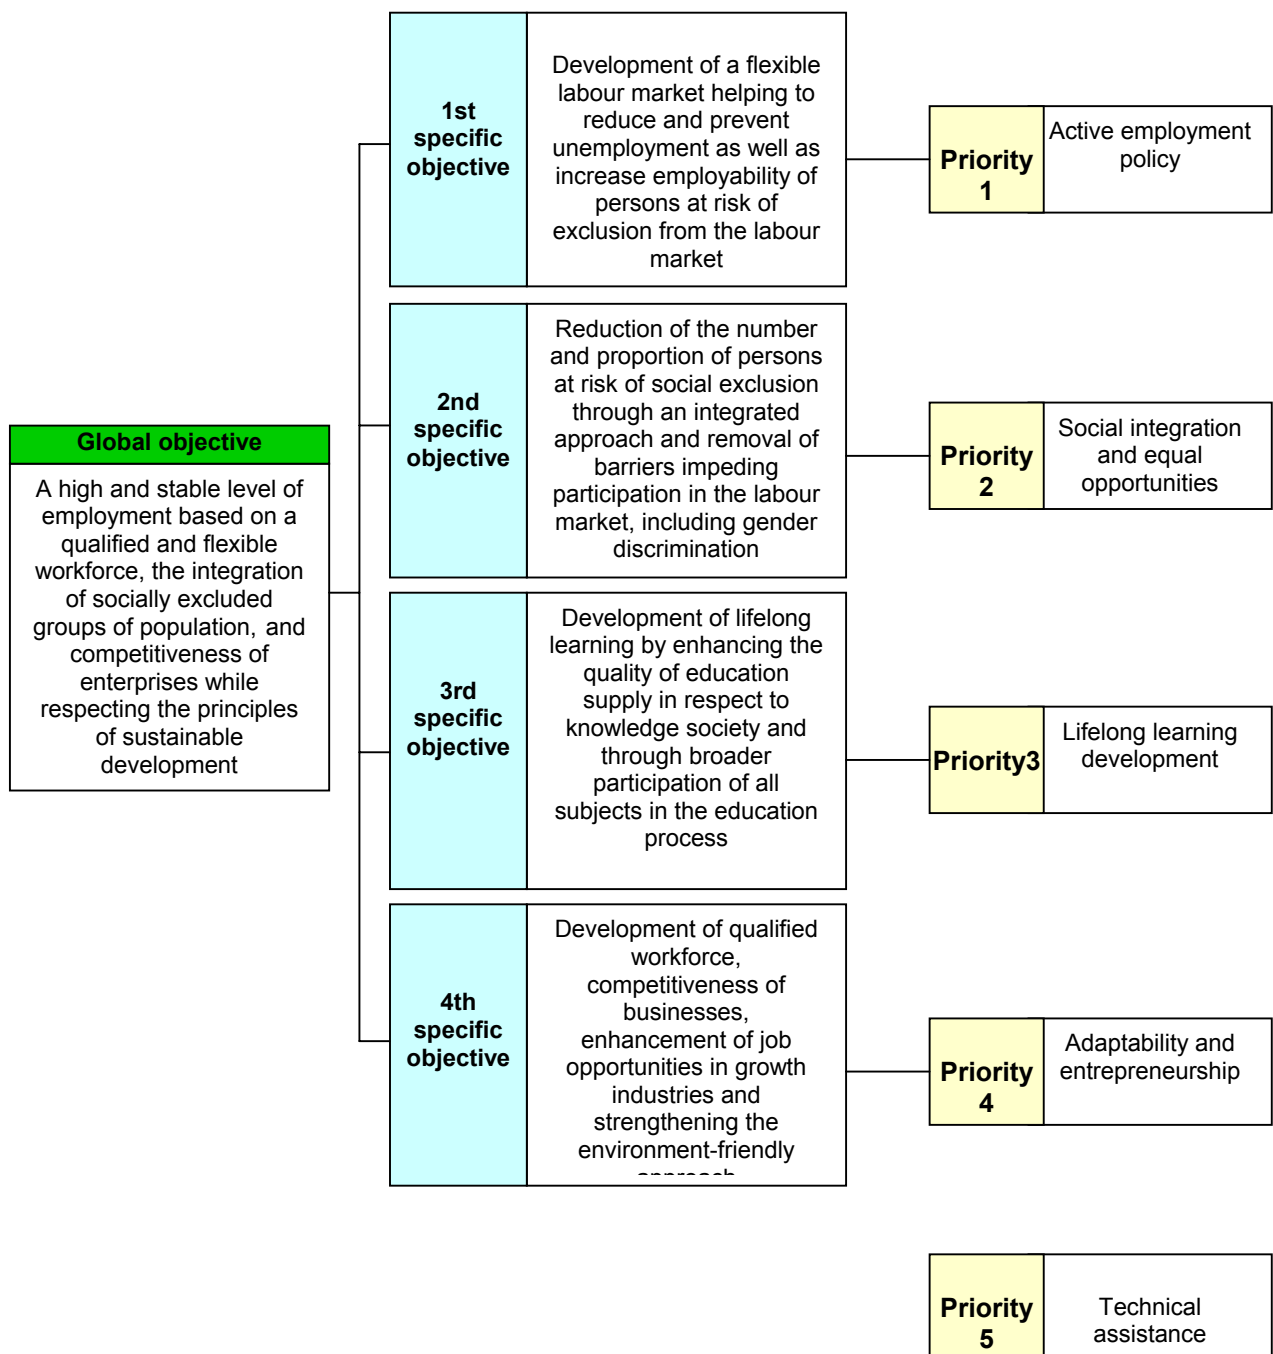 Global objective
A high and stable level of
employment based on a
qualified and flexible
workforce, the integration
of socially excluded
groups of population, and
competitiveness of
enterprises while
respecting the principles
of sustainable
development
1st
specific
objective
Development of a flexible
labour market helping to
reduce and prevent
unemployment as well as
increase employability of
persons at risk of
exclusion from the labour
market
Priority
1
Active employment
policy
2nd
specific
objective
Reduction of the number
and proportion of persons
at risk of social exclusion
through an integrated
approach and removal of
barriers impeding
participation in the labour
market, including gender
discrimination
Priority
2
Social integration
and equal
opportunities
3rd
specific
objective
Development of lifelong
learning by enhancing the
quality of education
supply in respect to
knowledge society and
through broader
participation of all
subjects in the education
process
Priority3
Lifelong learning
development
4th
specific
objective
Development of qualified
workforce,
competitiveness of
businesses,
enhancement of job
opportunities in growth
industries and
strengthening the
environment-friendly
approach
Priority
4
Adaptability and
entrepreneurship
Priority
5
Technical
assistance